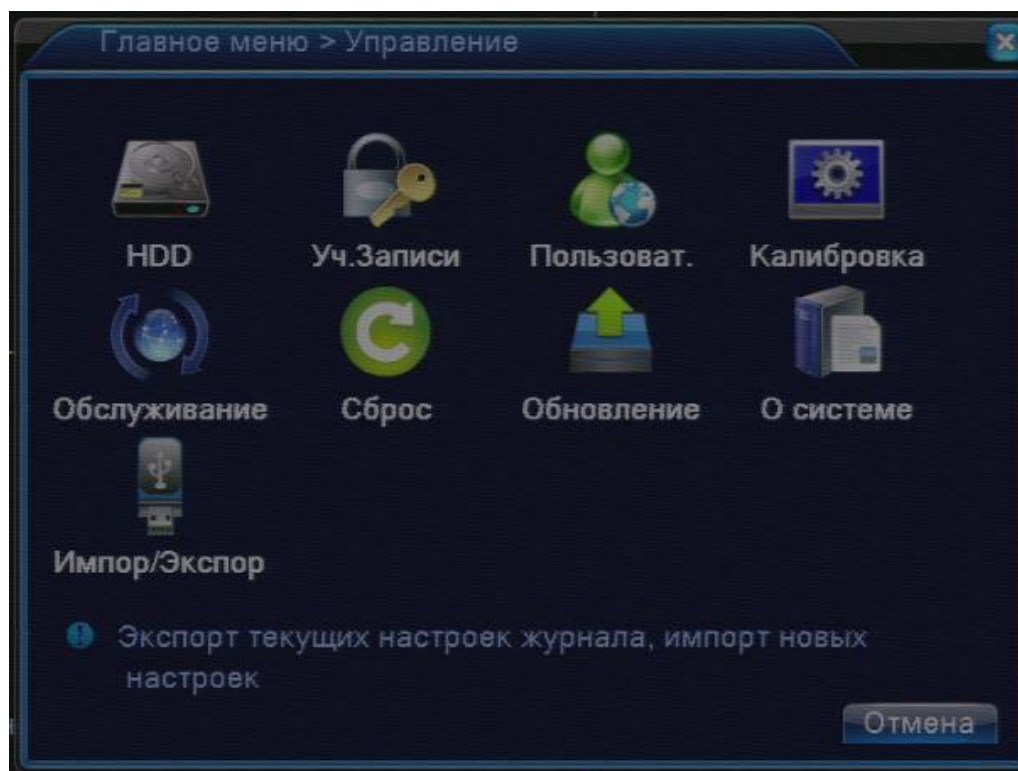 Главное меню > Управление
HDD
Уч.Записи
Пользоват.
Калибровка
Обслуживание
Сброс
Обновление
О системе
Импор/Экспор
Экспорт текущих настроек журнала, импорт новых
настроек
Отмена